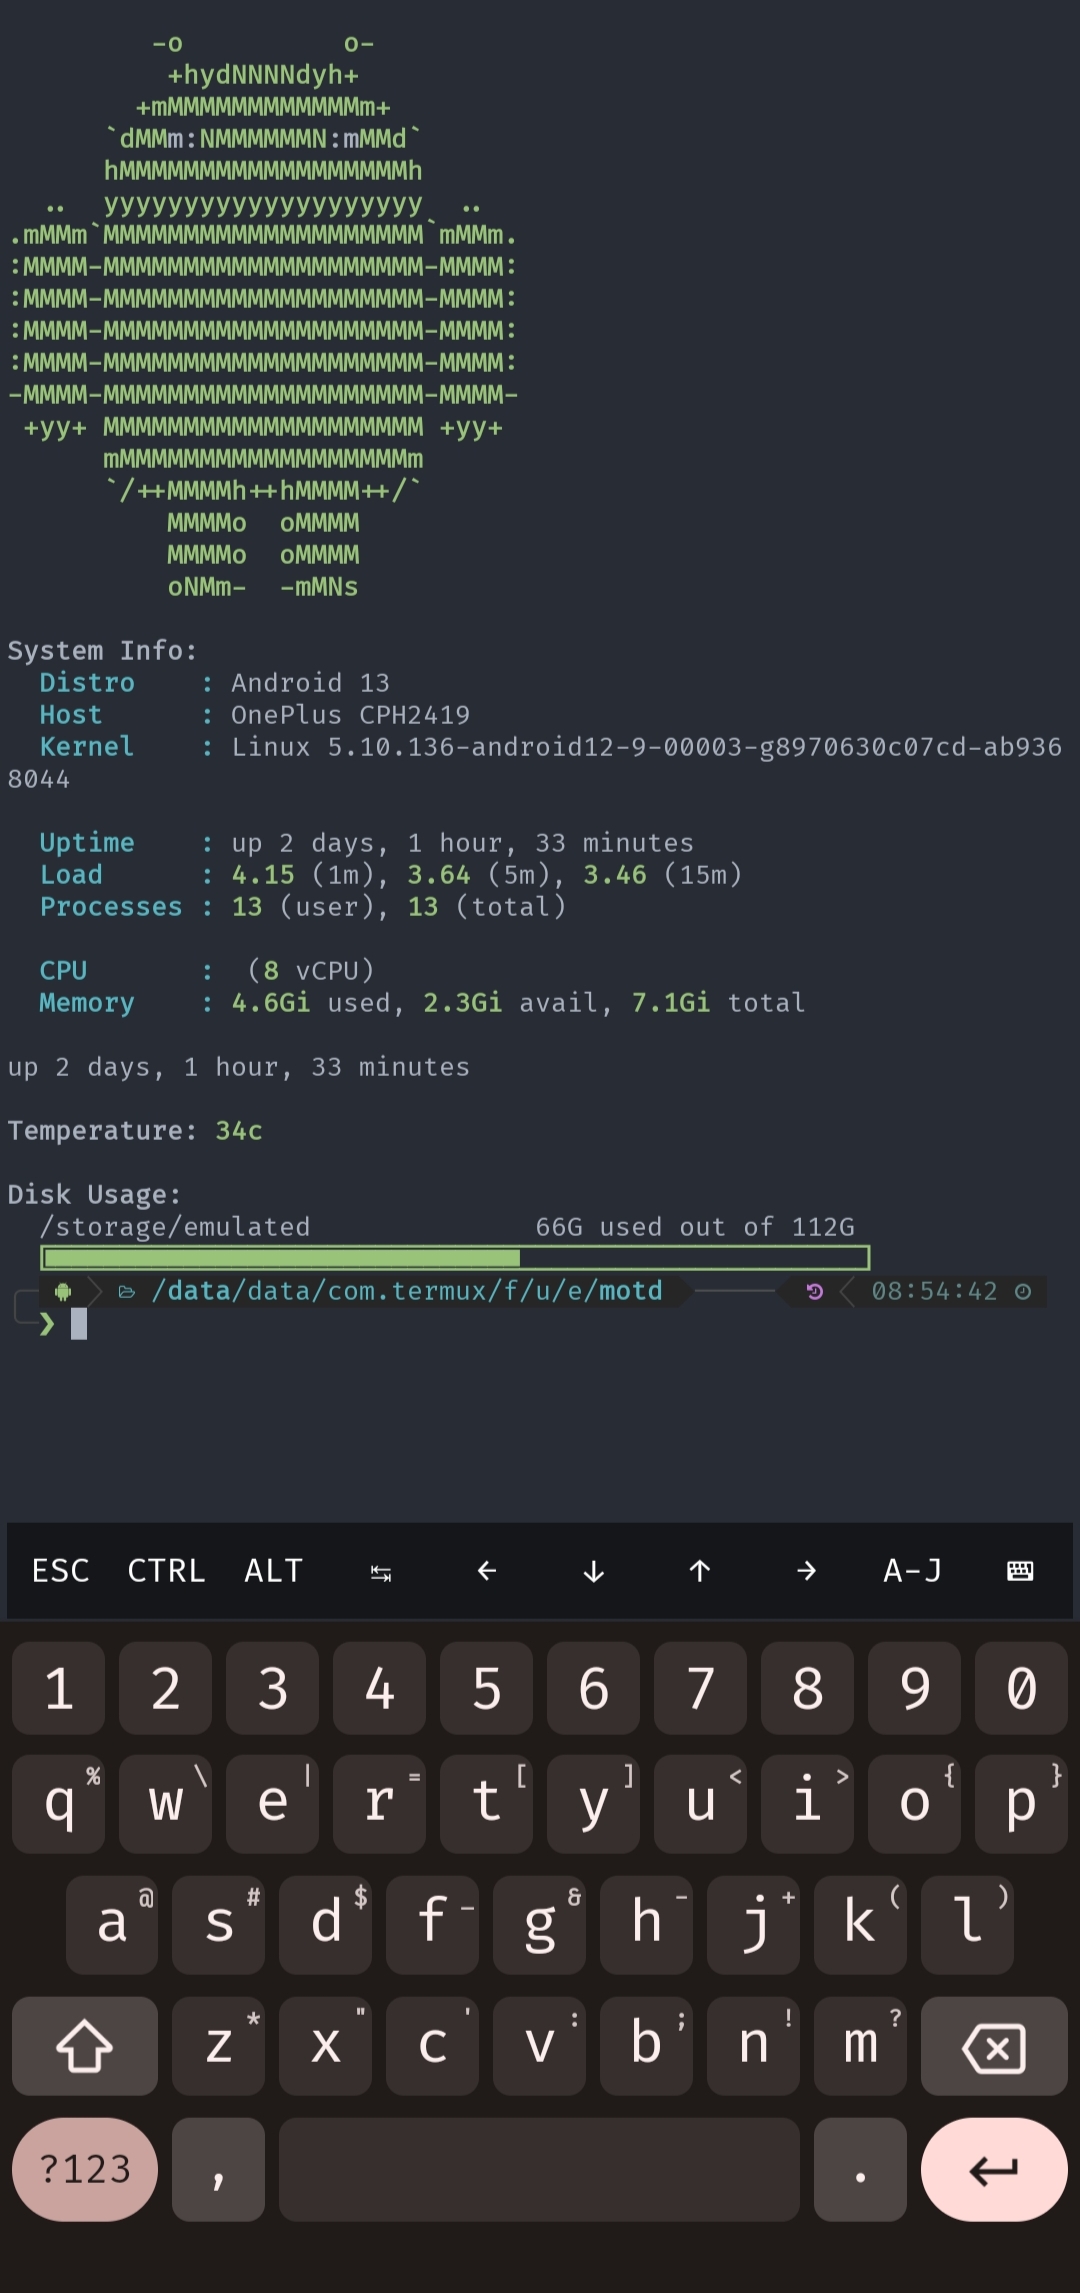 -o          o-
          +hydNNNNdyh+
        +mMMMMMMMMMMMMm+
      `dMMm:NMMMMMMN:mMMd`
      hMMMMMMMMMMMMMMMMMMh
  ..  yyyyyyyyyyyyyyyyyyyy  ..
.mMMm`MMMMMMMMMMMMMMMMMMMM`mMMm.
:MMMM-MMMMMMMMMMMMMMMMMMMM-MMMM:
:MMMM-MMMMMMMMMMMMMMMMMMMM-MMMM:
:MMMM-MMMMMMMMMMMMMMMMMMMM-MMMM:
:MMMM-MMMMMMMMMMMMMMMMMMMM-MMMM:
-MMMM-MMMMMMMMMMMMMMMMMMMM-MMMM-
 +yy+ MMMMMMMMMMMMMMMMMMMM +yy+
      mMMMMMMMMMMMMMMMMMMm
      `/++MMMMh++hMMMM++/`
          MMMMo  oMMMM
          MMMMo  oMMMM
          oNMm-  -mMNs
System Info:
  Distro    : Android 13
  Host      : OnePlus CPH2419
  Kernel    : Linux 5.10.136-android12-9-00003-g8970630c07cd-ab936
8044
  Uptime    : up 2 days, 1 hour, 33 minutes
  Load      : 4.15 (1m), 3.64 (5m), 3.46 (15m)
  Processes : 13 (user), 13 (total)
  CPU       :  (8 vCPU)
  Memory    : 4.6Gi used, 2.3Gi avail, 7.1Gi total
up 2 days, 1 hour, 33 minutes
Temperature: 34c
Disk Usage:
  /storage/emulated              66G used out of 112G
/data/data/com.termux/f/u/e/motd 08:54:42
❯
ESC CTRL ALT ↹ ← ↓ ↑ → A-J ⌨
1 2 3 4 5 6 7 8 9 0
q % w \ e | r = t [ y ] u < i > o { p }
a @ s # d $ f _ g & h - j + k ( l )
z * x " c ' v : b ; n ! m ?
?123 , .